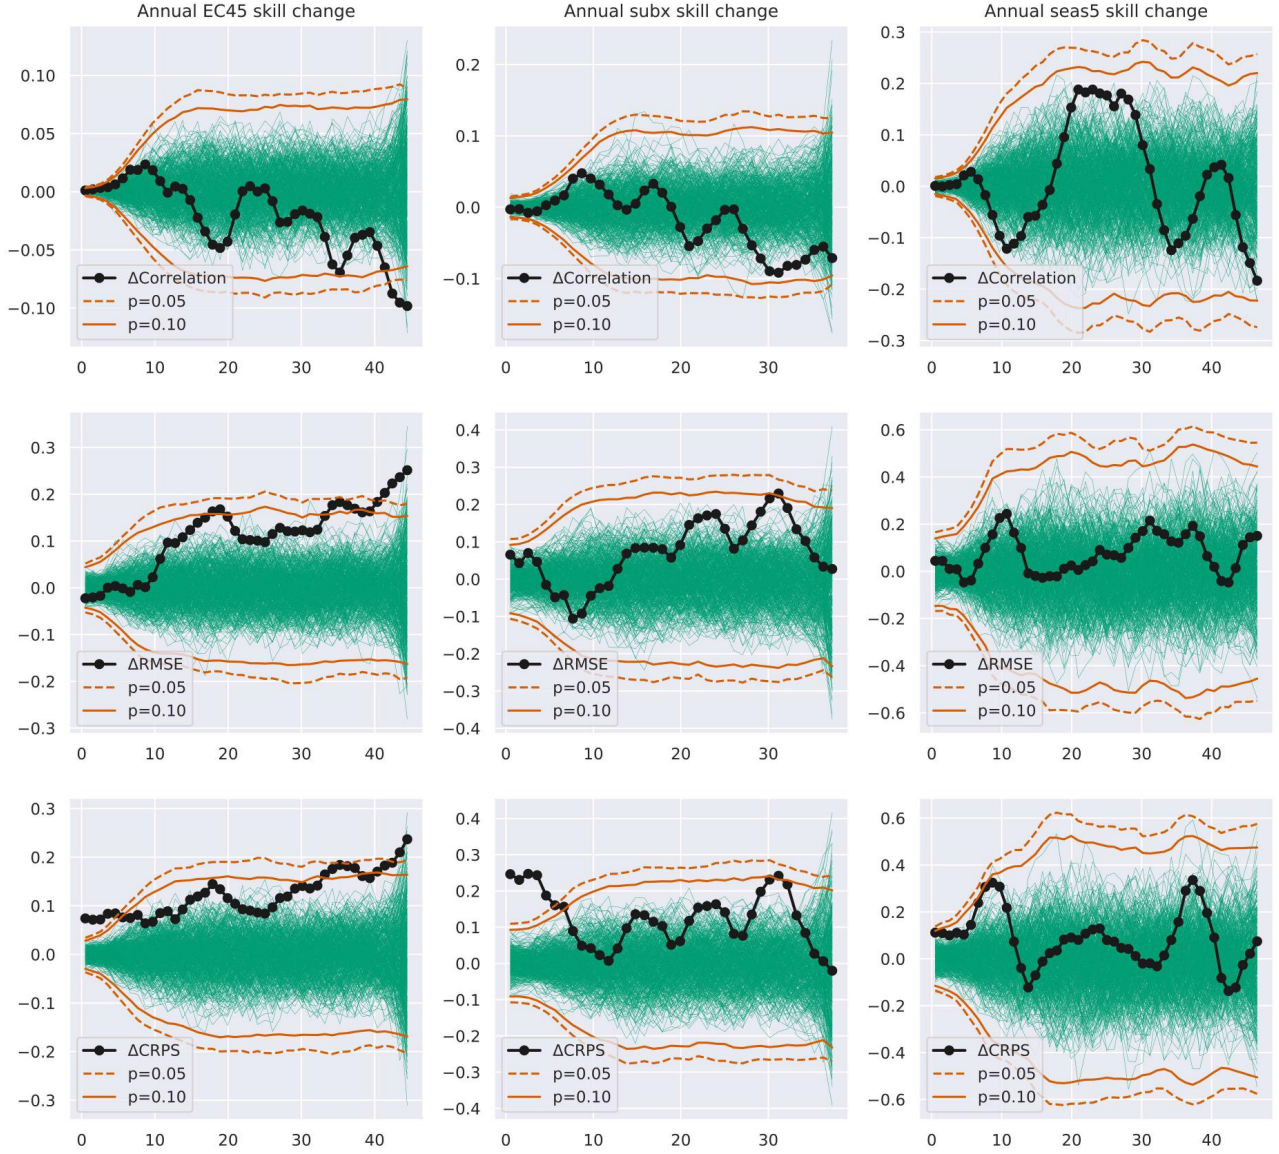 Annual EC45 skill change
0.10
0.05
0.00
−0.05
−0.10
ΔCorrelation
p=0.05
p=0.10
0 10 20 30 40
Annual subx skill change
0.2
0.1
0.0
−0.1
ΔCorrelation
p=0.05
p=0.10
0 10 20 30
Annual seas5 skill change
0.3
0.2
0.1
0.0
−0.1
−0.2
−0.3
ΔCorrelation
p=0.05
p=0.10
0 10 20 30 40
0.3
0.2
0.1
0.0
−0.1
−0.2
−0.3
ΔRMSE
p=0.05
p=0.10
0 10 20 30 40
0.4
0.3
0.2
0.1
0.0
−0.1
−0.2
−0.3
−0.4
ΔRMSE
p=0.05
p=0.10
0 10 20 30
0.6
0.4
0.2
0.0
−0.2
−0.4
−0.6
ΔRMSE
p=0.05
p=0.10
0 10 20 30 40
0.3
0.2
0.1
0.0
−0.1
−0.2
−0.3
ΔCRPS
p=0.05
p=0.10
0 10 20 30 40
0.4
0.3
0.2
0.1
0.0
−0.1
−0.2
−0.3
−0.4
ΔCRPS
p=0.05
p=0.10
0 10 20 30
0.6
0.4
0.2
0.0
−0.2
−0.4
−0.6
ΔCRPS
p=0.05
p=0.10
0 10 20 30 40